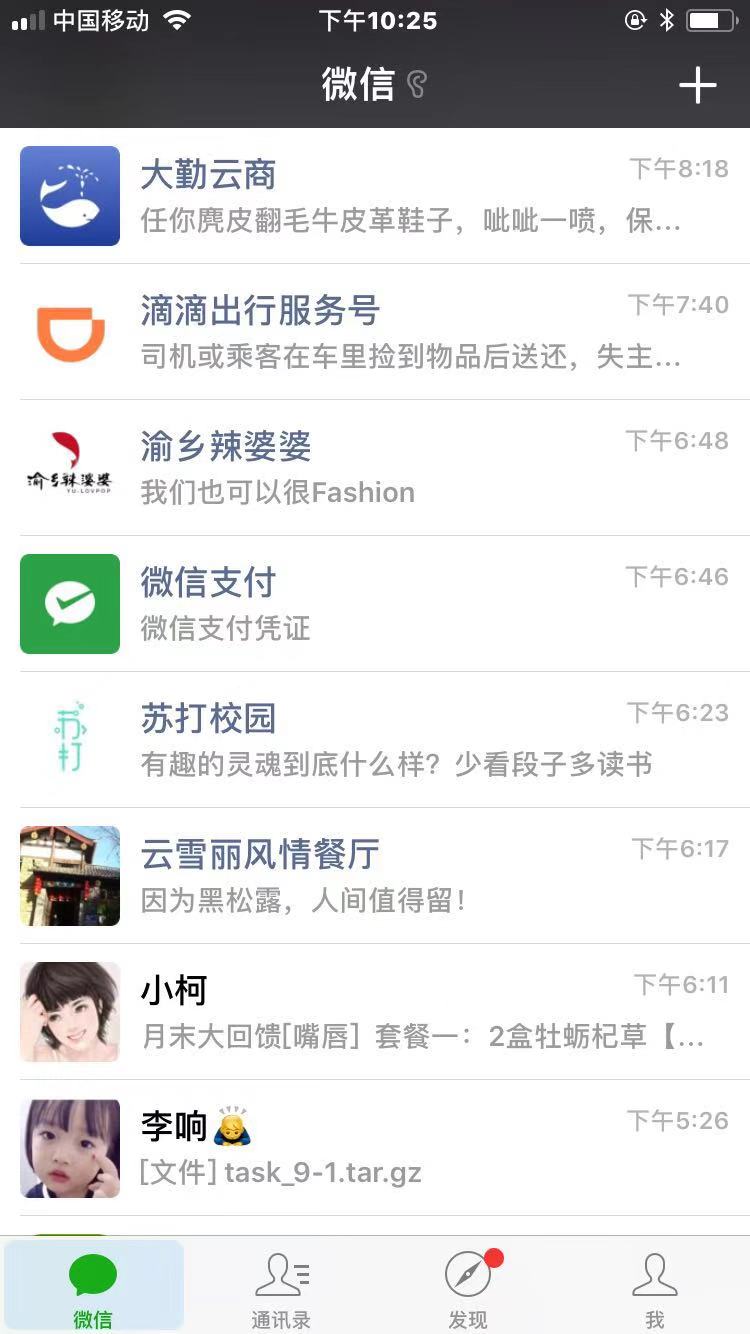 中国移动 下午10:25
微信
大勤云商 下午8:18
任你麂皮翻毛牛皮革鞋子，呲呲一喷，保...
滴滴出行服务号 下午7:40
司机或乘客在车里捡到物品后送还，失主...
渝乡辣婆婆 下午6:48
渝乡辣婆婆
YU·LOVPOP
我们也可以很Fashion
微信支付 下午6:46
微信支付凭证
苏打校园 下午6:23
苏打
有趣的灵魂到底什么样？少看段子多读书
云雪丽风情餐厅 下午6:17
因为黑松露，人间值得留！
小柯 下午6:11
月末大回馈[嘴唇] 套餐一：2盒牡蛎杞草【...
李响🙇 下午5:26
[文件] task_9-1.tar.gz
微信 通讯录 发现 我